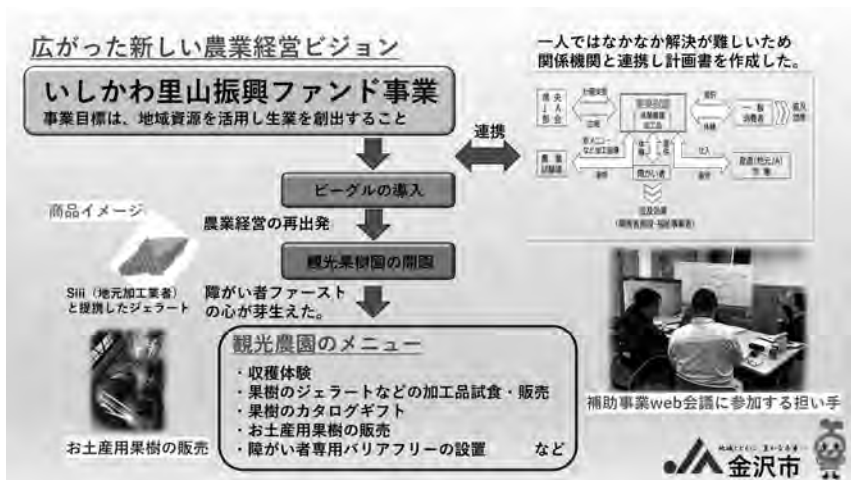 広がった新しい農業経営ビジョン
いしかわ里山振興ファンド事業
事業目標は、地域資源を活用し生業を創出すること
ビーグルの導入
農業経営の再出発
観光果樹園の開園
障がい者ファースト
の心が芽生えた。
商品イメージ
Siii（地元加工業者）
と提携したジェラート
お土産用果樹の販売
観光農園のメニュー
・収穫体験
・果樹のジェラートなどの加工品試食・販売
・果樹のカタログギフト
・お土産用果樹の販売
・障がい者専用バリアフリーの設置　　など
連携
一人ではなかなか解決が難しいため
関係機関と連携し計画書を作成した。
一般
消費者
障がい者
補助事業web会議に参加する担い手
JA金沢市